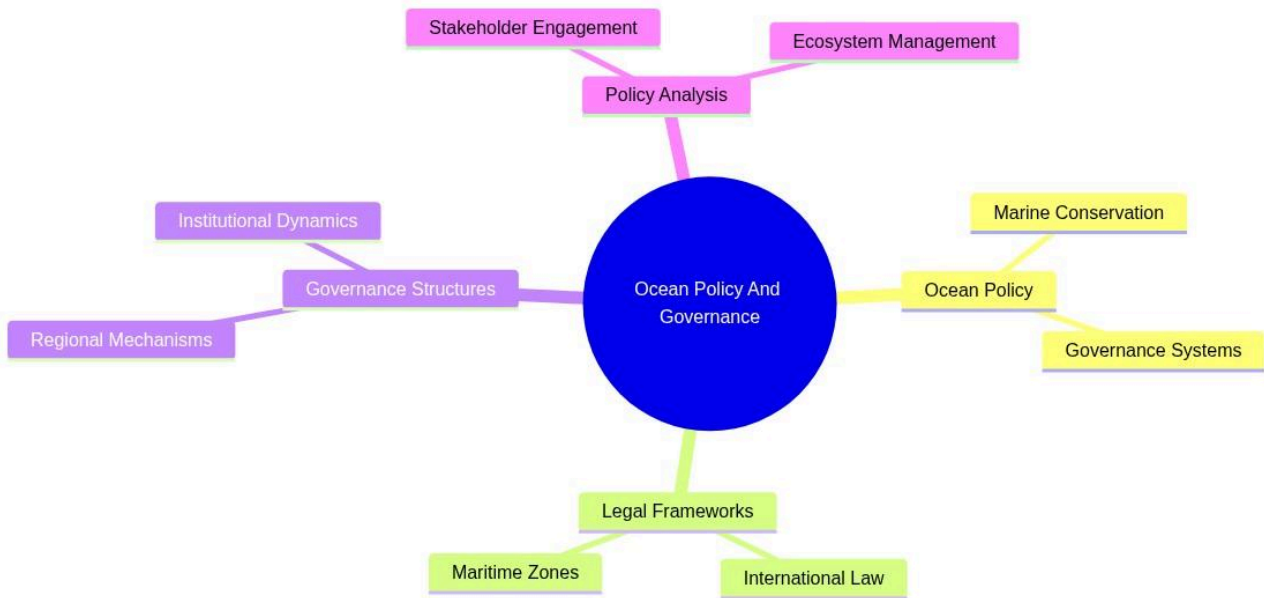 Stakeholder Engagement
Ecosystem Management
Policy Analysis
Institutional Dynamics
Governance Structures
Regional Mechanisms
Ocean Policy And
Governance
Marine Conservation
Ocean Policy
Governance Systems
Legal Frameworks
Maritime Zones
International Law